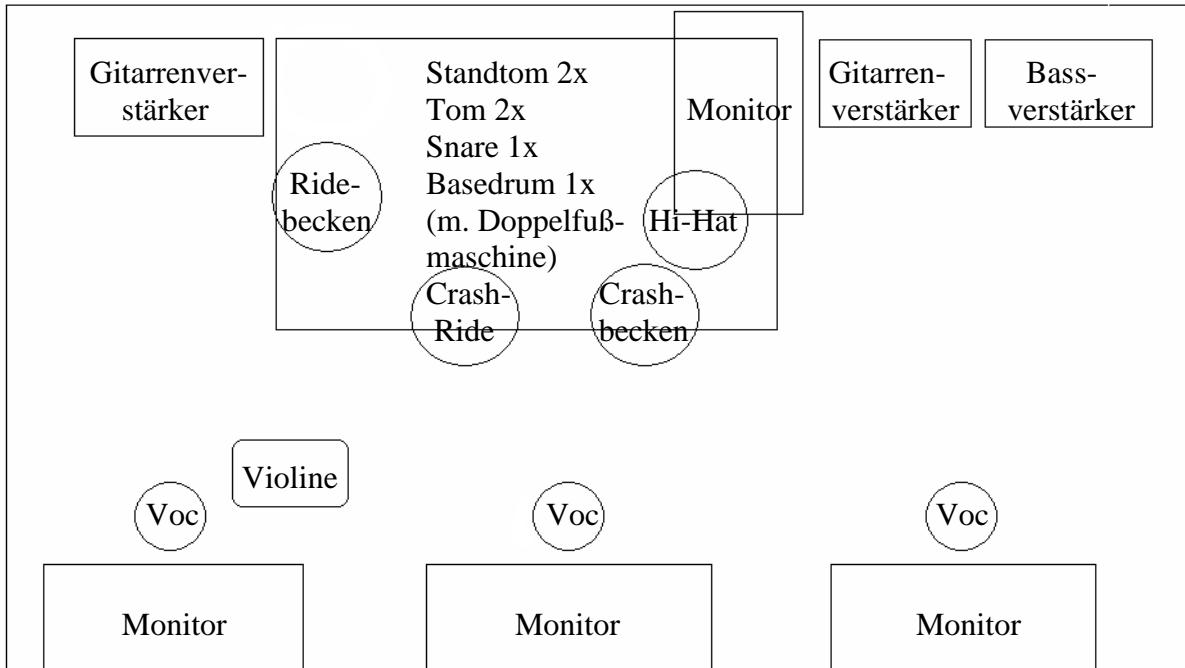 Gitarrenver-
stärker
Standtom 2x
Tom 2x
Snare 1x
Basedrum 1x
(m. Doppelfuß-
maschine)
Monitor
Gitarren-
verstärker
Bass-
verstärker
Ride-
becken
Hi-Hat
Crash-
Ride
Crash-
becken
Violine
Voc
Voc
Voc
Monitor
Monitor
Monitor